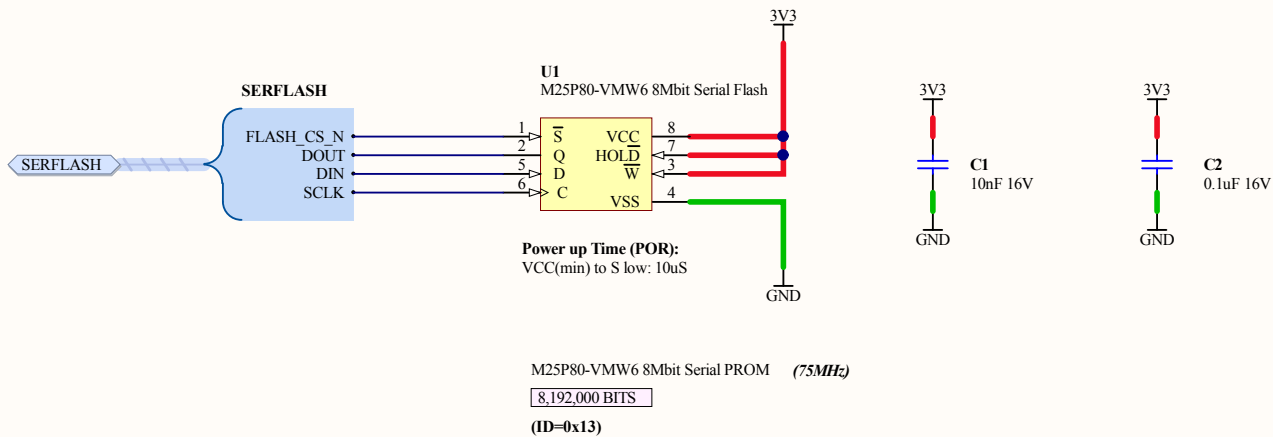 3V3
U1
M25P80-VMW6 8Mbit Serial Flash
SERFLASH
3V3
3V3
FLASH_CS_N 1 S VCC 8
DOUT 2 Q HOLD 7
SERFLASH
DIN 5 D W 3
SCLK 6 C
VSS 4
C1
10nF 16V
C2
0.1uF 16V
GND
GND
Power up Time (POR):
VCC(min) to S low: 10uS
GND
M25P80-VMW6 8Mbit Serial PROM (75MHz)
8,192,000 BITS
(ID=0x13)